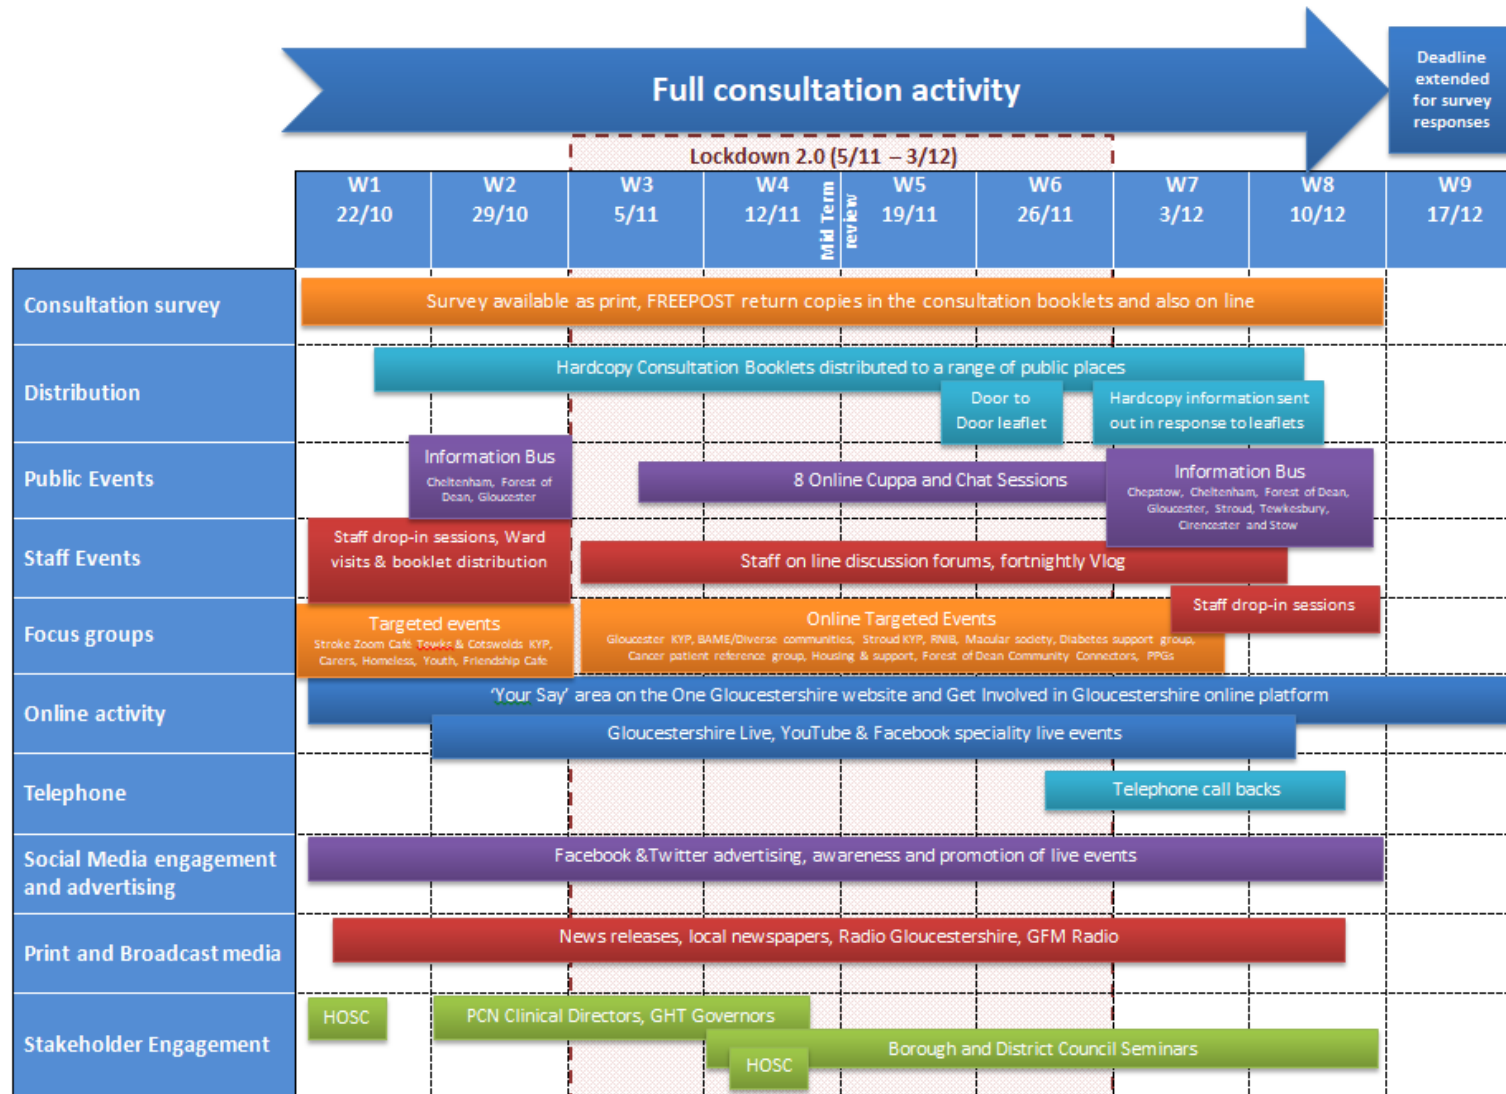 Full consultation activity
Deadline
extended
for survey
responses
Lockdown 2.0 (5/11 – 3/12)
W1
22/10
W2
29/10
W3
5/11
W4
12/11
Mid Term
review
W5
19/11
W6
26/11
W7
3/12
W8
10/12
W9
17/12
Consultation survey
Survey available as print, FREEPOST return copies in the consultation booklets and also on line
Distribution
Hardcopy Consultation Booklets distributed to a range of public places
Door to
Door leaflet
Hardcopy information sent
out in response to leaflets
Public Events
Information Bus
Cheltenham, Forest of
Dean, Gloucester
8 Online Cuppa and Chat Sessions
Information Bus
Chepstow, Cheltenham, Forest of Dean,
Gloucester, Stroud, Tewkesbury,
Cirencester and Stow
Staff Events
Staff drop-in sessions, Ward
visits & booklet distribution
Staff on line discussion forums, fortnightly Vlog
Staff drop-in sessions
Focus groups
Targeted events
Stroke Zoom Café Tewks & Cotswolds KYP,
Carers, Homeless, Youth, Friendship Cafe
Online Targeted Events
Gloucester KYP, BAME/Diverse communities, Stroud KYP, RNIB, Macular society, Diabetes support group,
Cancer patient reference group, Housing & support, Forest of Dean Community Connectors, PPGs
Online activity
'Your Say' area on the One Gloucestershire website and Get Involved in Gloucestershire online platform
Gloucestershire Live, YouTube & Facebook speciality live events
Telephone
Telephone call backs
Social Media engagement
and advertising
Facebook &Twitter advertising, awareness and promotion of live events
Print and Broadcast media
News releases, local newspapers, Radio Gloucestershire, GFM Radio
Stakeholder Engagement
HOSC
PCN Clinical Directors, GHT Governors
Borough and District Council Seminars
HOSC